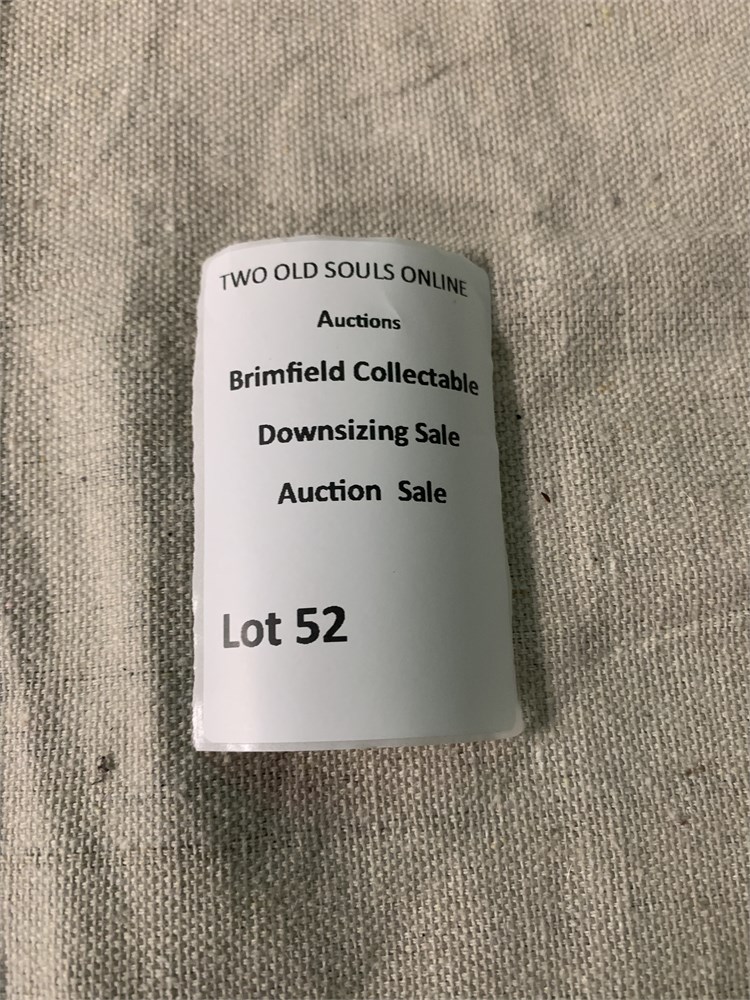 TWO OLD SOULS ONLINE
Auctions
Brimfield Collectable
Downsizing Sale
Auction Sale
Lot 52